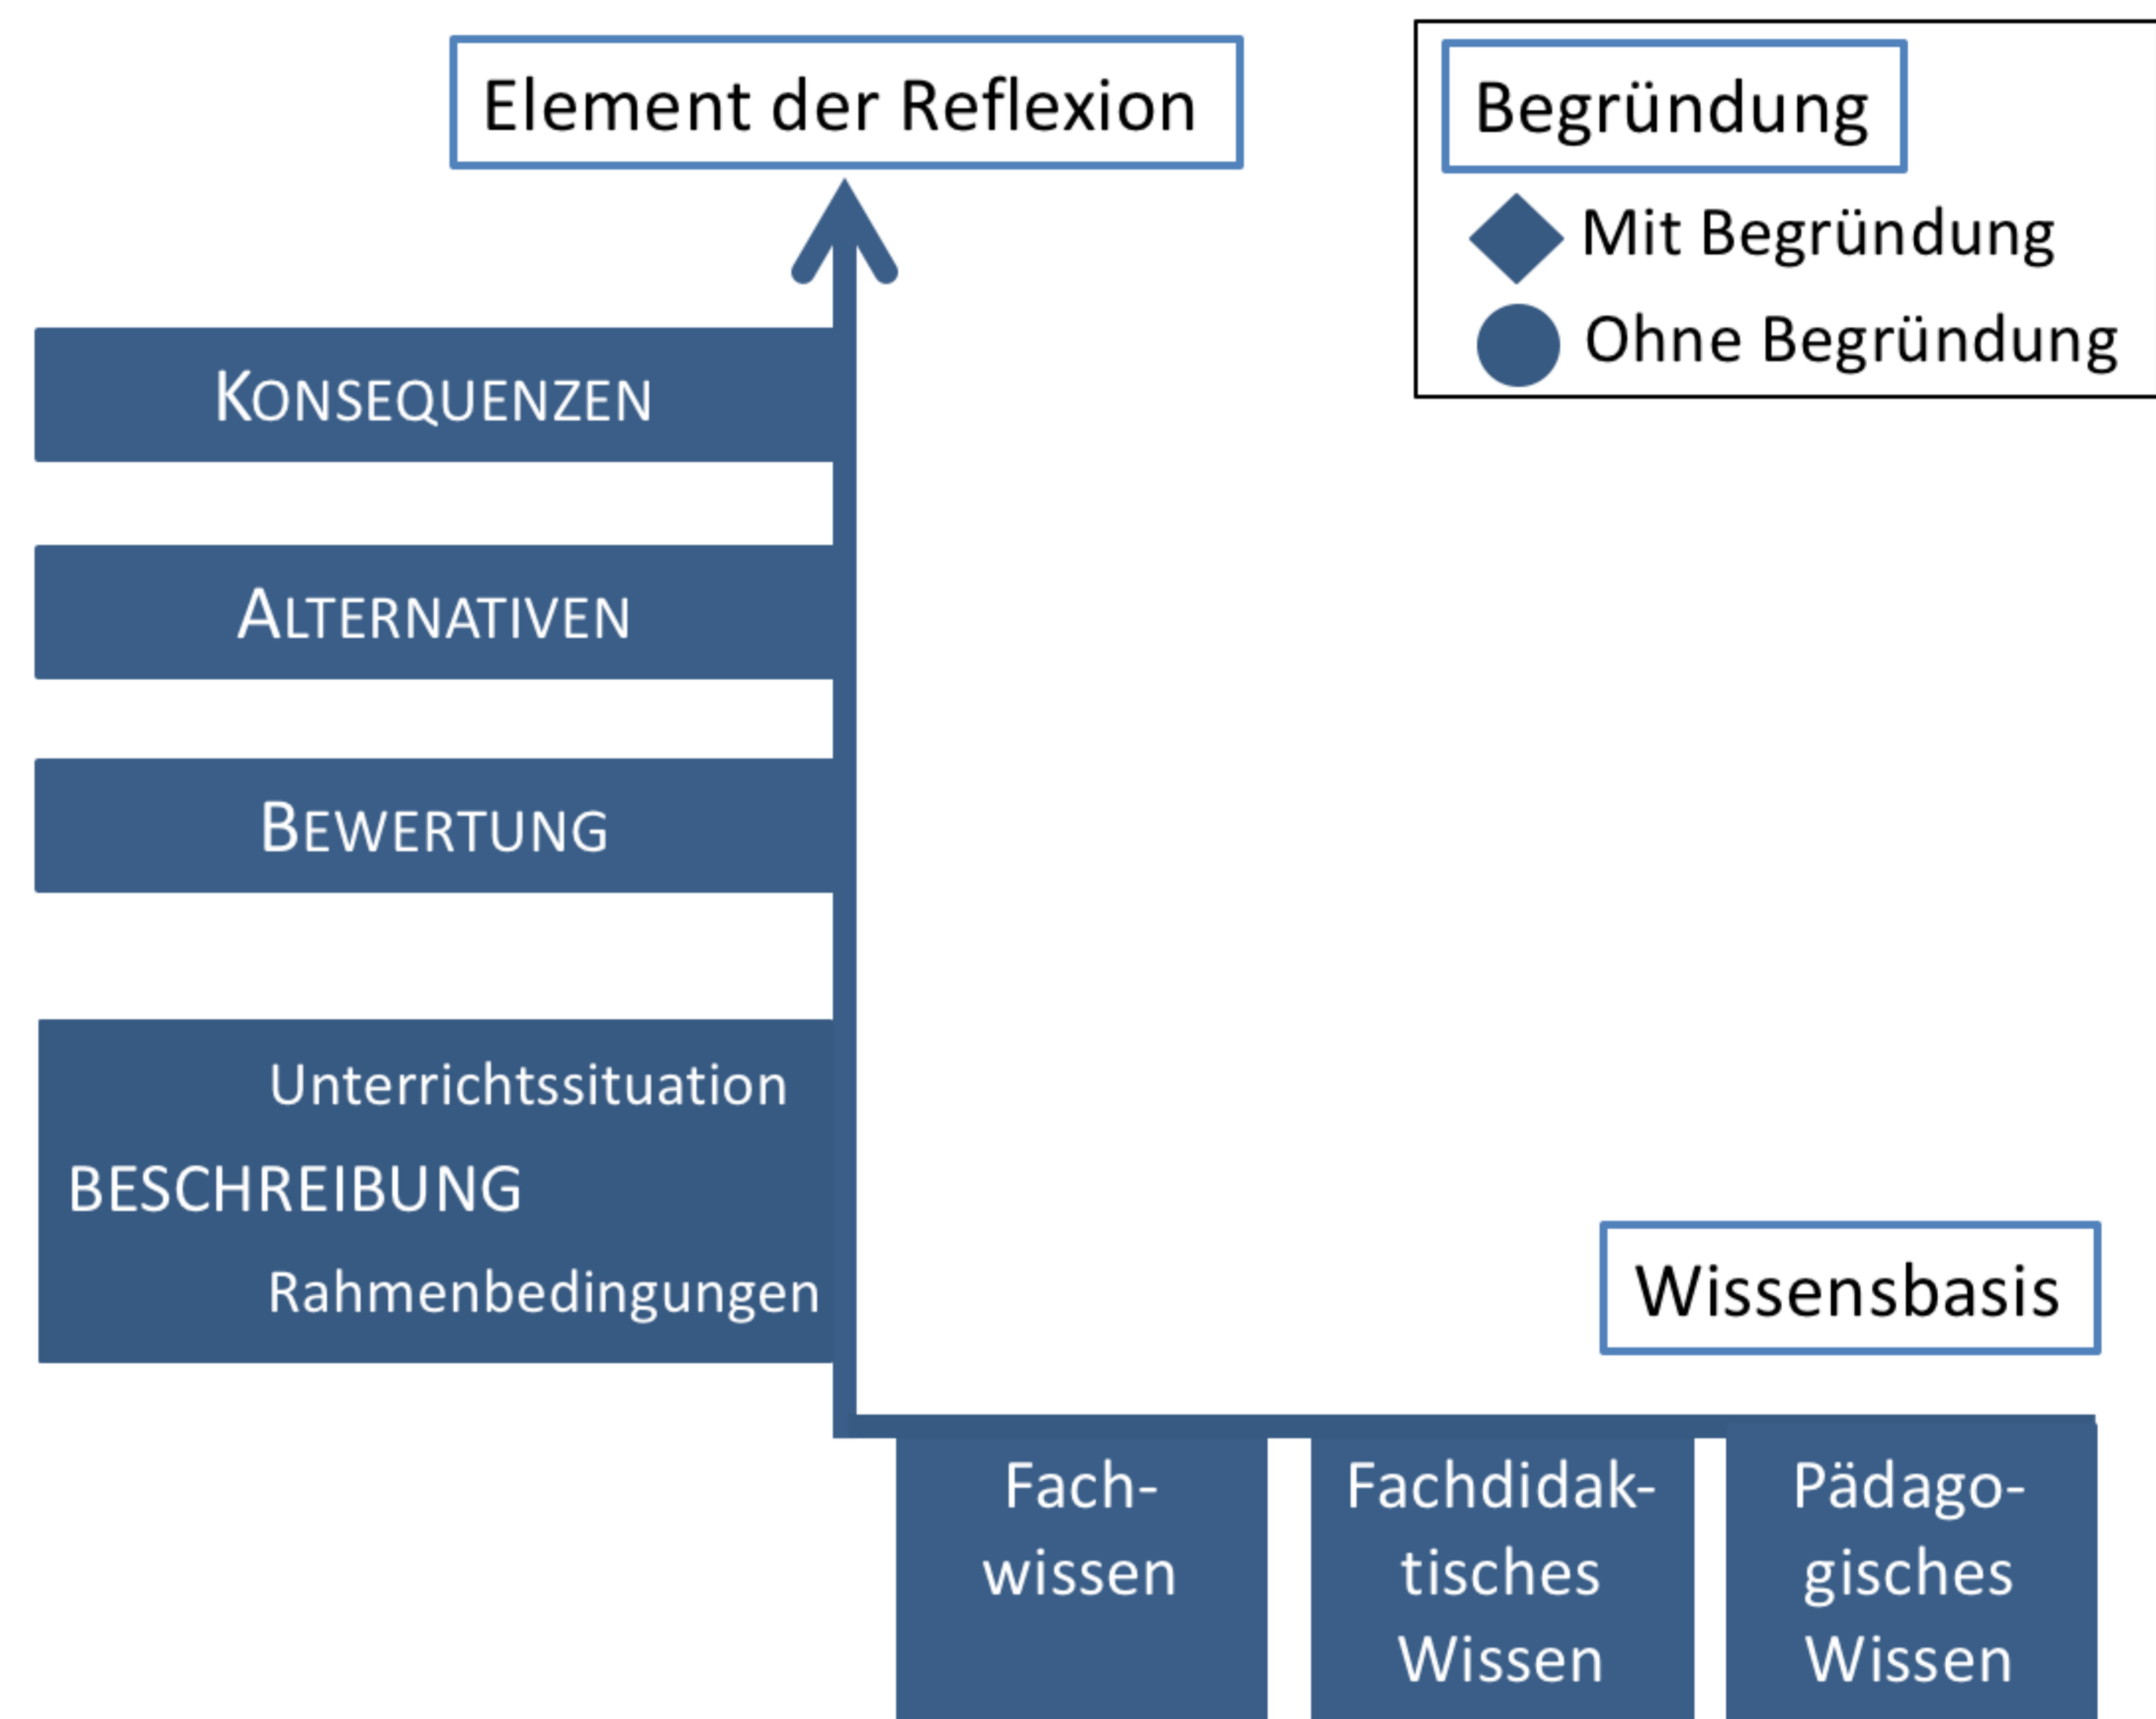 Element der Reflexion
Begründung
Mit Begründung
Ohne Begründung
KONSEQUENZEN
ALTERNATIVEN
BEWERTUNG
Unterrichtssituation
BESCHREIBUNG
Rahmenbedingungen
Wissensbasis
Fach-
wissen
Fachdidak-
tisches
Wissen
Pädago-
gisches
Wissen